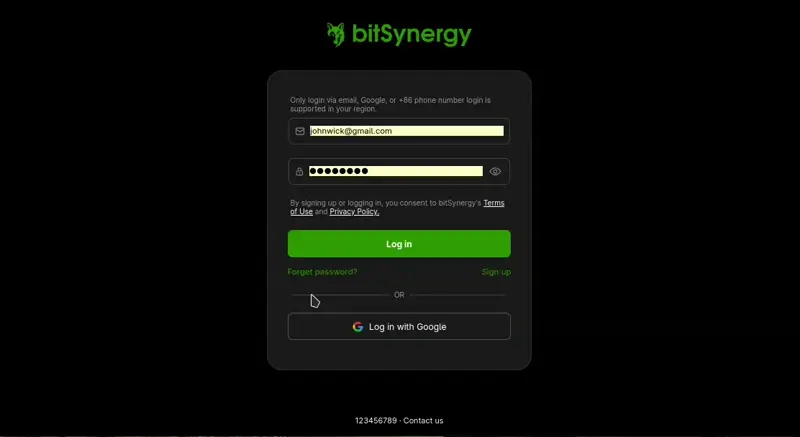 bitSynergy
Only login via email, Google, or +86 phone number login is
supported in your region.
johnwick@gmail.com
By signing up or logging in, you consent to bitSynergy's Terms
of Use and Privacy Policy.
Log in
Forget password? Sign up
OR
Log in with Google
123456789 · Contact us